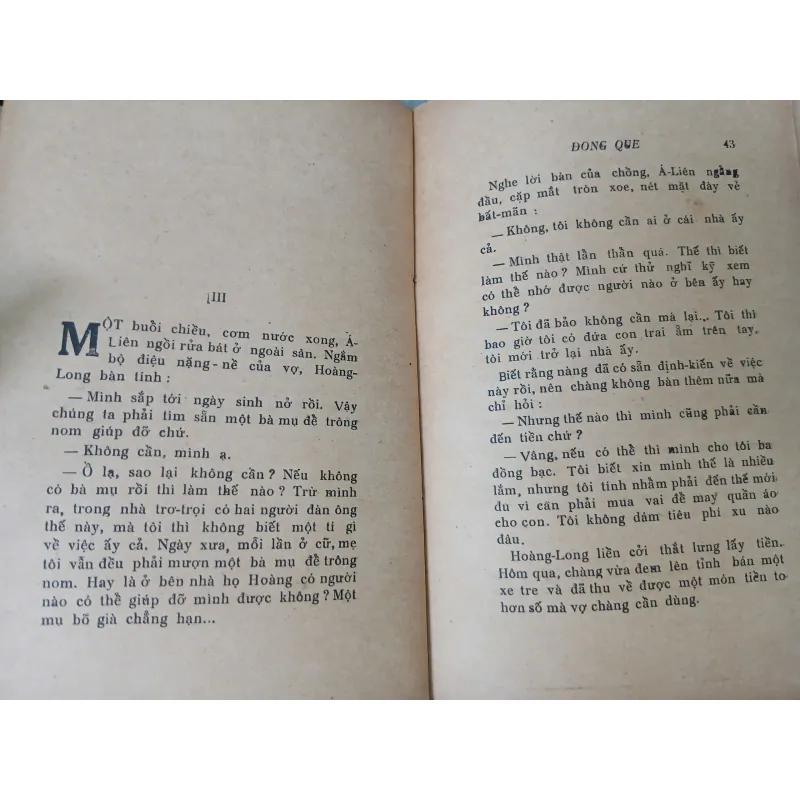 III
MỘT buổi chiều, cơm nước xong, Á-
Liên ngồi rửa bát ở ngoài sân. Ngắm
bộ điệu nặng-nề của vợ, Hoàng-
Long bàn tính :
— Mình sắp tới ngày sinh nở rồi. Vậy
chúng ta phải tìm sẵn một bà mụ để trông
nom giúp đỡ chứ.
— Không cần, mình ạ.
— Ồ lạ, sao lại không cần ? Nếu không
có bà mụ rồi thì làm thế nào ? Trừ mình
ra, trong nhà trơ-trọi có hai người đàn ông
thế này, mà tôi thì không biết một tí gì
về việc ấy cả. Ngày xưa, mỗi lần ở cữ, mẹ
tôi vẫn đều phải mượn một bà mụ để trông
nom. Hay là ở bên nhà họ Hoàng có người
nào có thể giúp đỡ mình được không ? Một
mụ bõ già chẳng hạn...
ĐỒNG QUÊ 43
Nghe lời bàn của chồng, Á-Liên ngẩng
đầu, cặp mắt tròn xoe, nét mặt đầy vẻ
bất-mãn :
— Không, tôi không cần ai ở cái nhà ấy
cả.
— Mình thật lẩn thẩn quá. Thế thì biết
làm thế nào ? Mình cứ thử nghĩ kỹ xem
có thể nhớ được người nào ở bên ấy hay
không ?
— Tôi đã bảo không cần mà lại... Tôi thì
bao giờ tôi có đứa con trai ẵm trên tay,
tôi mới trở lại nhà ấy.
Biết rằng nàng đã có sẵn định-kiến về việc
này rồi, nên chàng không bàn thêm nữa mà
chỉ hỏi :
— Nhưng thế nào thì mình cũng phải cần
đến tiền chứ ?
— Vâng, nếu có thể thì mình cho tôi ba
đồng bạc. Tôi biết xin mình thế là nhiều
lắm, nhưng tôi tính nhẩm phải đến thế mới
đu vì cần phải mua vải để may quần áo
cho con. Tôi không dám tiêu phí xu nào
đâu.
Hoàng-Long liền cởi thắt lưng lấy tiền.
Hôm qua, chàng vừa đem lên tỉnh bán một
xe tre và đã thu về được một món tiền to
hơn số mà vợ chàng cần dùng.